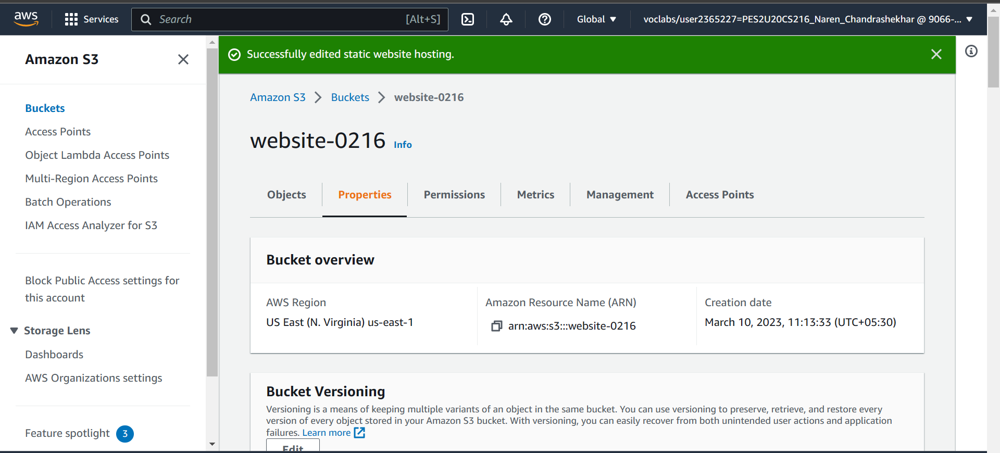 aws
Services
Search
[Alt+S]
Global
voclabs/user2365227=PES2U20CS216_Naren_Chandrashekhar @ 9066-...
Amazon S3
Buckets
Access Points
Object Lambda Access Points
Multi-Region Access Points
Batch Operations
IAM Access Analyzer for S3
Block Public Access settings for
this account
Storage Lens
Dashboards
AWS Organizations settings
Feature spotlight 3
Successfully edited static website hosting.
Amazon S3 > Buckets > website-0216
website-0216 Info
Objects
Properties
Permissions
Metrics
Management
Access Points
Bucket overview
AWS Region
US East (N. Virginia) us-east-1
Amazon Resource Name (ARN)
arn:aws:s3:::website-0216
Creation date
March 10, 2023, 11:13:33 (UTC+05:30)
Bucket Versioning
Versioning is a means of keeping multiple variants of an object in the same bucket. You can use versioning to preserve, retrieve, and restore every
version of every object stored in your Amazon S3 bucket. With versioning, you can easily recover from both unintended user actions and application
failures. Learn more
Edit